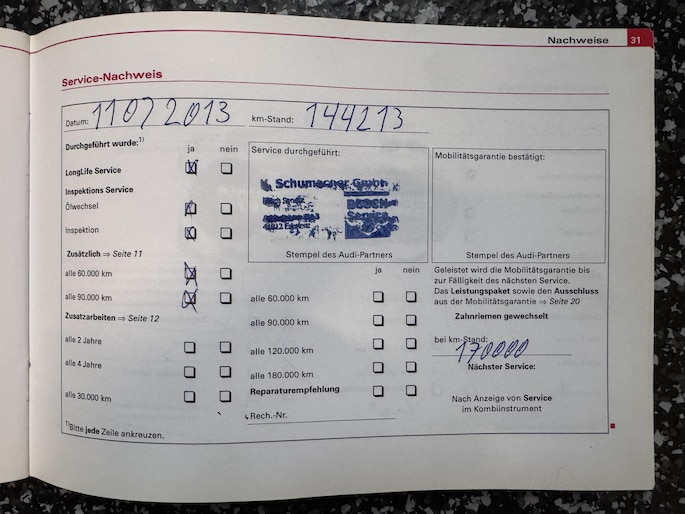 Nachweise 31
Service-Nachweis
Datum: 11072013 km-Stand: 144213
Durchgeführt wurde:1) ja nein
LongLife Service
Inspektions Service
Ölwechsel
Inspektion
Zusätzlich ⇒ Seite 11
alle 60.000 km
alle 90.000 km
Zusatzarbeiten ⇒ Seite 12
alle 2 Jahre
alle 4 Jahre
alle 30.000 km
1)Bitte jede Zeile ankreuzen.
Service durchgeführt:
Schumacher GmbH
Service
Stempel des Audi-Partners
ja nein
alle 60.000 km
alle 90.000 km
alle 120.000 km
alle 180.000 km
Reparaturempfehlung
Rech.-Nr.
Mobilitätsgarantie bestätigt:
Stempel des Audi-Partners
Geleistet wird die Mobilitätsgarantie bis
zur Fälligkeit des nächsten Service.
Das Leistungspaket sowie den Ausschluss
aus der Mobilitätsgarantie ⇒ Seite 20
Zahnriemen gewechselt
bei km-Stand:
170000
Nächster Service:
Nach Anzeige von Service
im Kombiinstrument